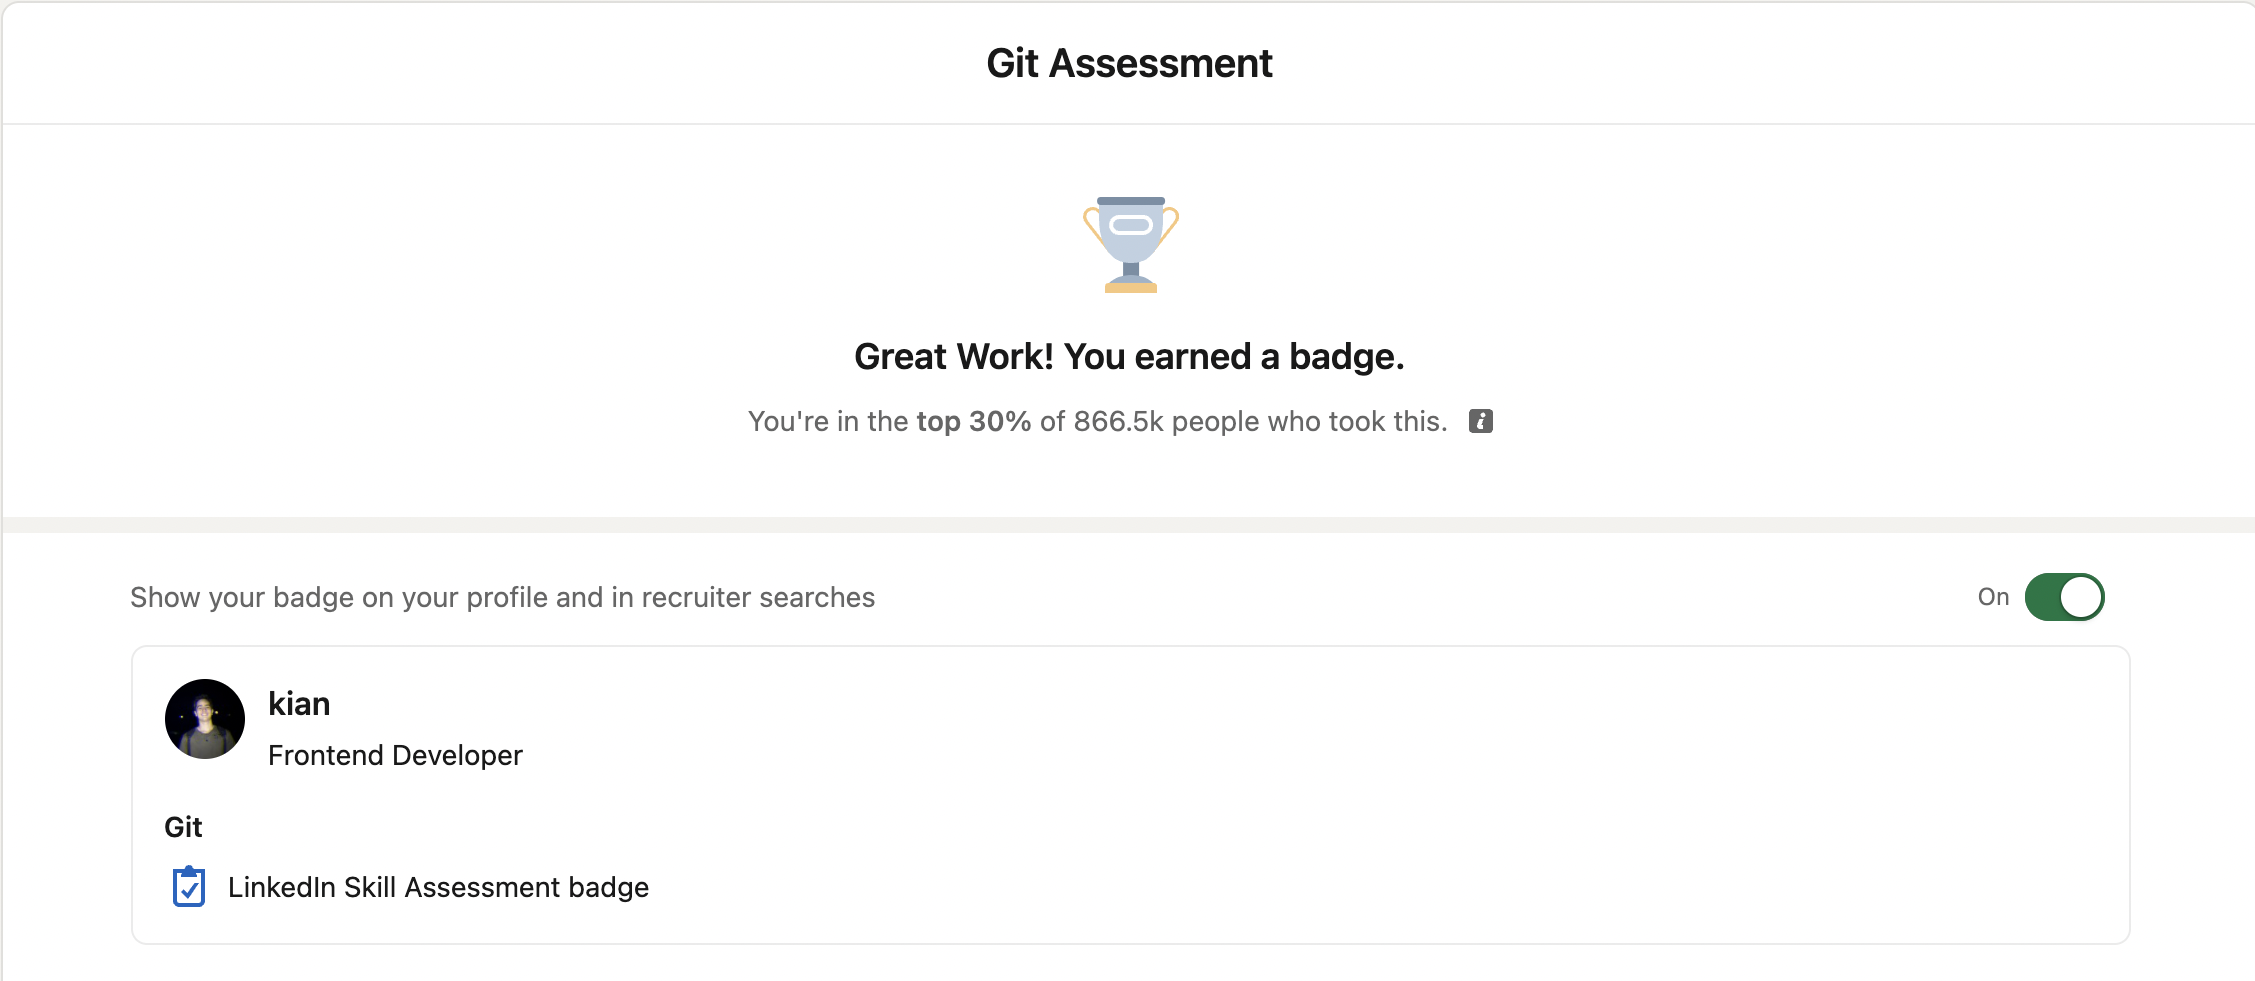 Git Assessment
Great Work! You earned a badge.
You're in the top 30% of 866.5k people who took this.
Show your badge on your profile and in recruiter searches
On
kian
Frontend Developer
Git
LinkedIn Skill Assessment badge